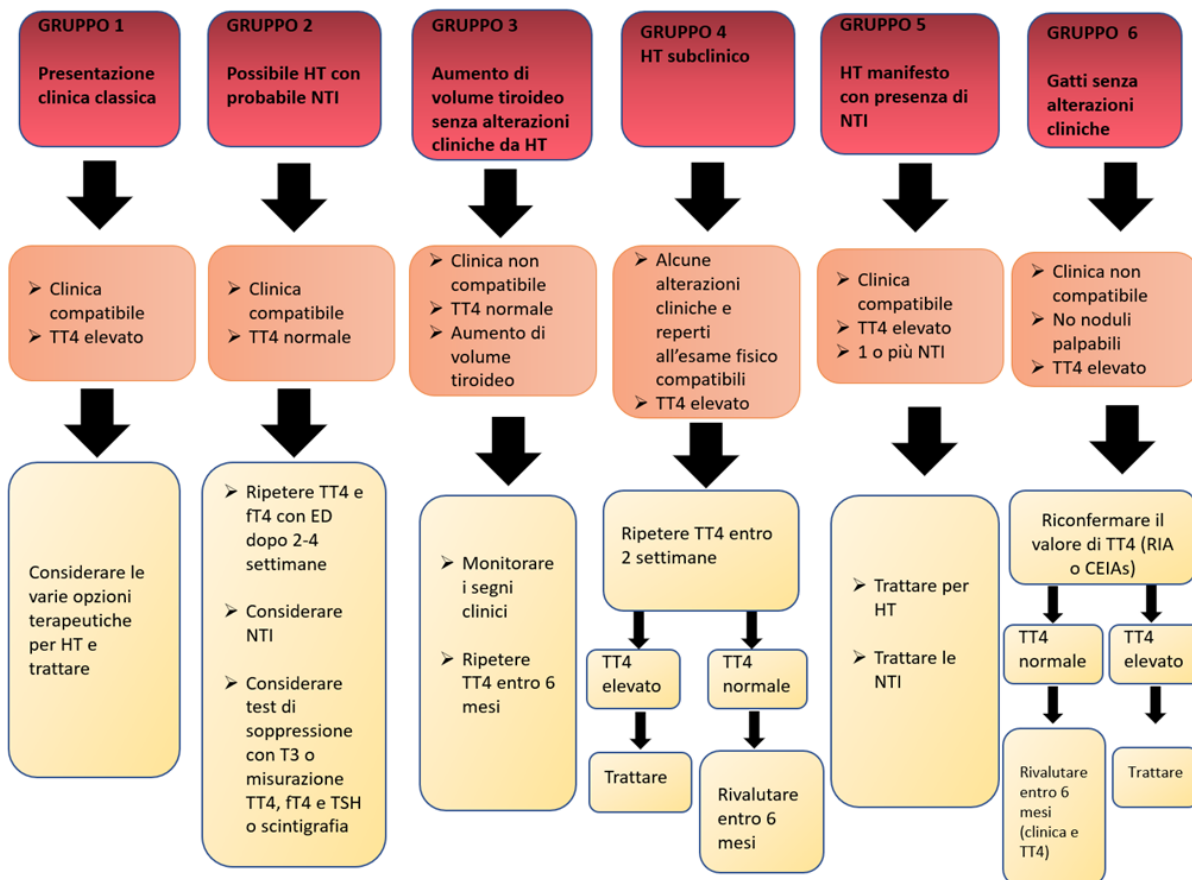 GRUPPO 1
Presentazione
clinica classica
GRUPPO 2
Possibile HT con
probabile NTI
GRUPPO 3
Aumento di
volume tiroideo
senza alterazioni
cliniche da HT
GRUPPO 4
HT subclinico
GRUPPO 5
HT manifesto
con presenza di
NTI
GRUPPO 6
Gatti senza
alterazioni
cliniche
➢ Clinica
compatibile
➢ TT4 elevato
➢ Clinica
compatibile
➢ TT4 normale
➢ Clinica non
compatibile
➢ TT4 normale
➢ Aumento di
volume
tiroideo
➢ Alcune
alterazioni
cliniche e
reperti
all'esame fisico
compatibili
➢ TT4 elevato
➢ Clinica
compatibile
➢ TT4 elevato
➢ 1 o più NTI
➢ Clinica non
compatibile
➢ No noduli
palpabili
➢ TT4 elevato
Considerare le
varie opzioni
terapeutiche
per HT e
trattare
➢ Ripetere TT4 e
fT4 con ED
dopo 2-4
settimane
➢ Considerare
NTI
➢ Considerare
test di
soppressione
con T3 o
misurazione
TT4, fT4 e TSH
o scintigrafia
➢ Monitorare
i segni
clinici
➢ Ripetere
TT4 entro 6
mesi
Ripetere TT4 entro
2 settimane
TT4
elevato
TT4
normale
Trattare
Rivalutare
entro 6
mesi
➢ Trattare per
HT
➢ Trattare le
NTI
Riconfermare il
valore di TT4 (RIA
o CEIAs)
TT4
normale
TT4
elevato
Rivalutare
entro 6
mesi
(clinica e
TT4)
Trattare